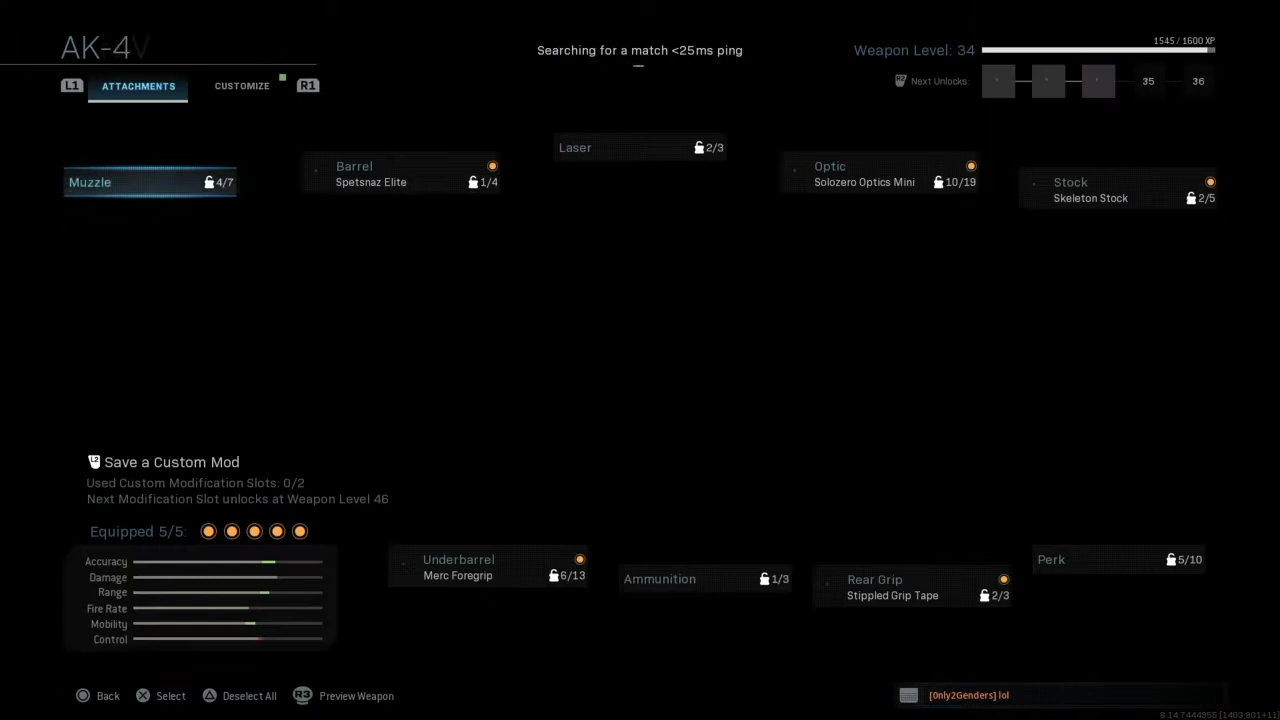 AK-4V
Searching for a match <25ms ping
Weapon Level: 34
1545 / 1600 XP
L1
ATTACHMENTS
CUSTOMIZE
R1
R2
Next Unlocks:
35
36
Muzzle
4/7
Barrel
Spetsnaz Elite
1/4
Laser
2/3
Optic
Solozero Optics Mini
10/19
Stock
Skeleton Stock
2/5
L2
Save a Custom Mod
Used Custom Modification Slots: 0/2
Next Modification Slot unlocks at Weapon Level 46
Equipped 5/5:
Accuracy
Damage
Range
Fire Rate
Mobility
Control
Underbarrel
Merc Foregrip
6/13
Ammunition
1/3
Rear Grip
Stippled Grip Tape
2/3
Perk
5/10
Back
Select
Deselect All
R3
Preview Weapon
[Only2Genders] lol